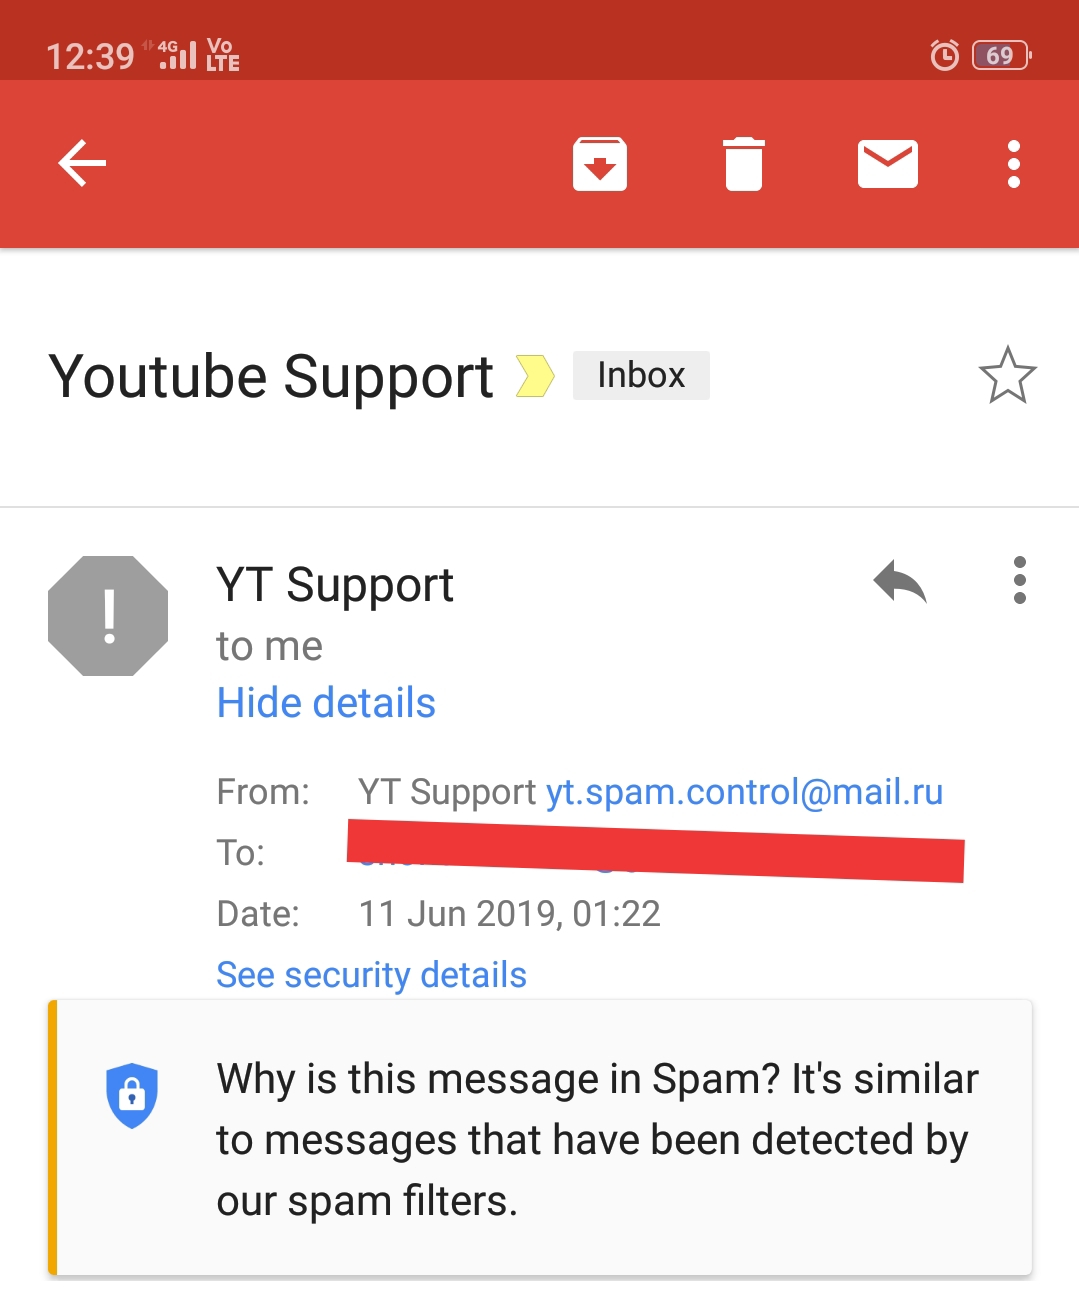 12:39 4G Vo LTE 69
Youtube Support Inbox
YT Support
to me
Hide details
From: YT Support yt.spam.control@mail.ru
To:
Date: 11 Jun 2019, 01:22
See security details
Why is this message in Spam? It's similar
to messages that have been detected by
our spam filters.